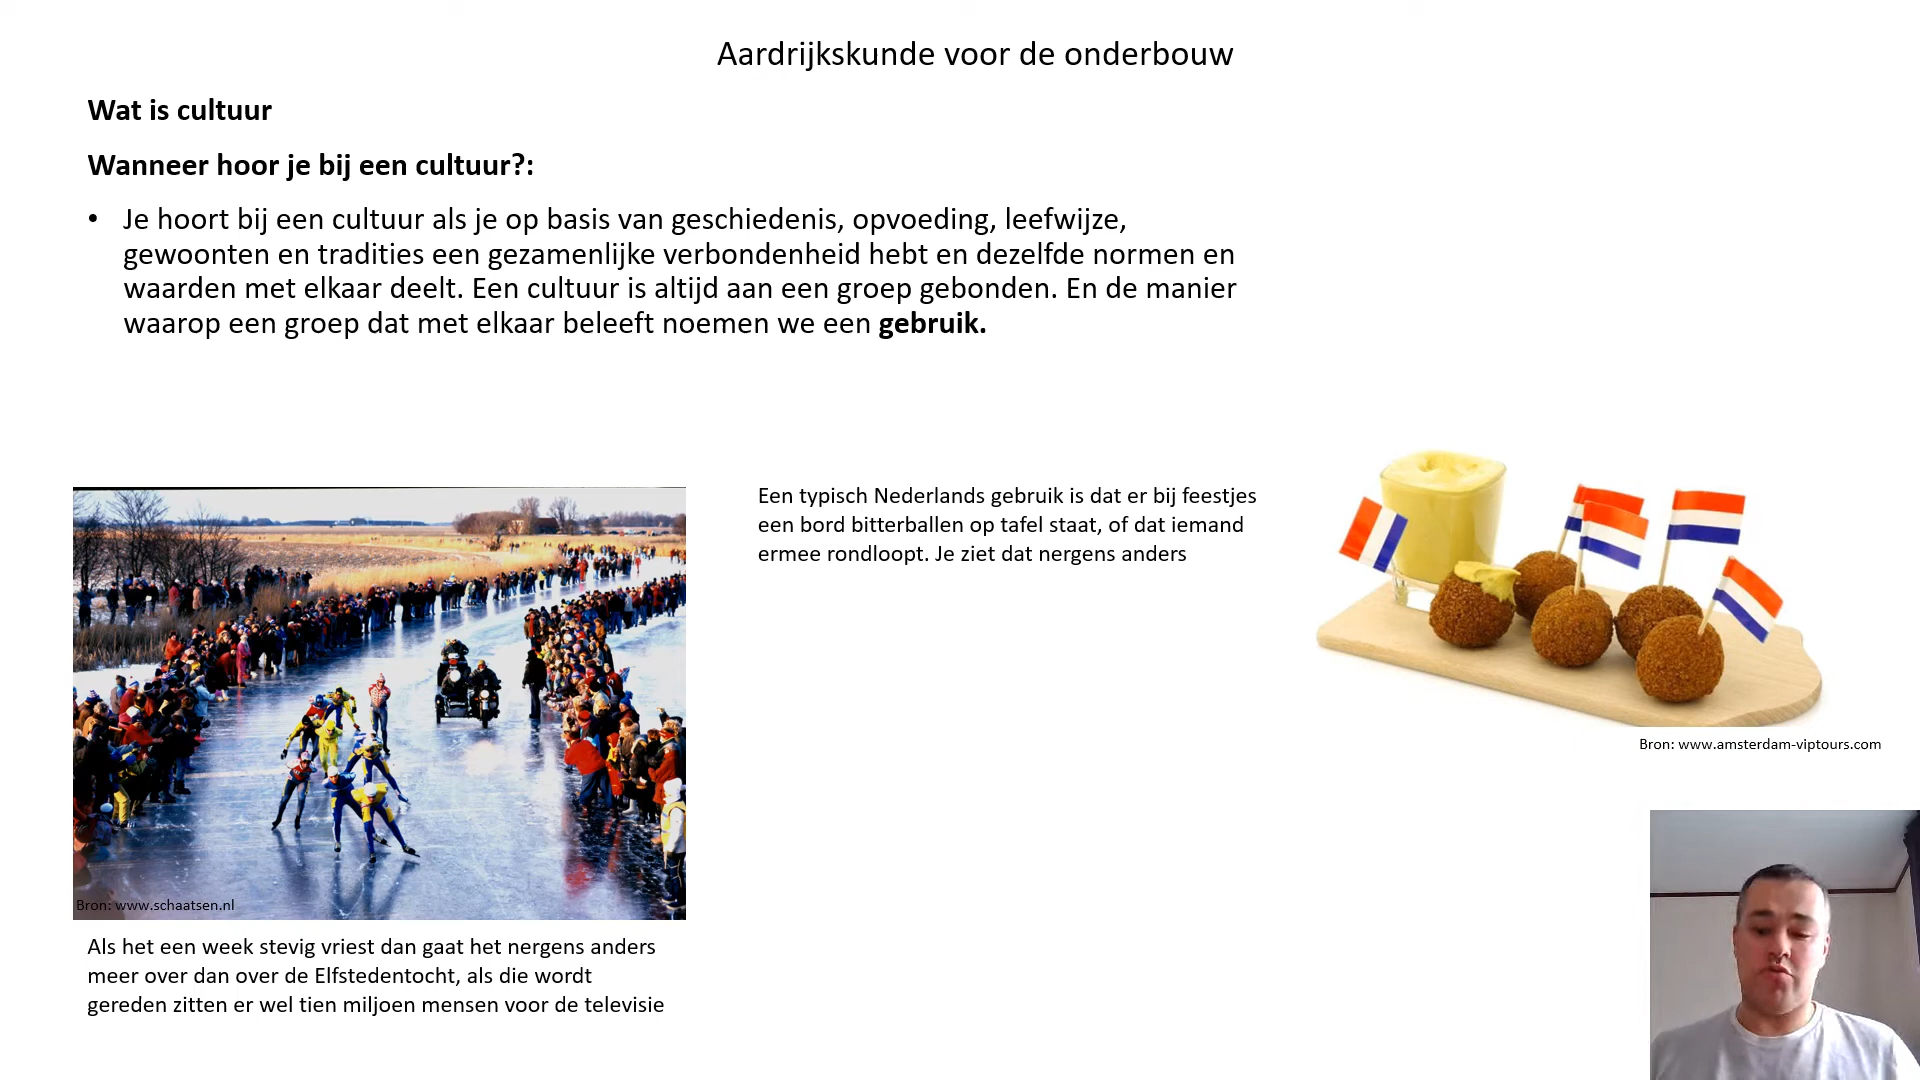 Aardrijkskunde voor de onderbouw
Wat is cultuur
Wanneer hoor je bij een cultuur?:
• Je hoort bij een cultuur als je op basis van geschiedenis, opvoeding, leefwijze,
gewoonten en tradities een gezamenlijke verbondenheid hebt en dezelfde normen en
waarden met elkaar deelt. Een cultuur is altijd aan een groep gebonden. En de manier
waarop een groep dat met elkaar beleeft noemen we een gebruik.
Een typisch Nederlands gebruik is dat er bij feestjes
een bord bitterballen op tafel staat, of dat iemand
ermee rondloopt. Je ziet dat nergens anders
Bron: www.amsterdam-viptours.com
Bron: www.schaatsen.nl
Als het een week stevig vriest dan gaat het nergens anders
meer over dan over de Elfstedentocht, als die wordt
gereden zitten er wel tien miljoen mensen voor de televisie